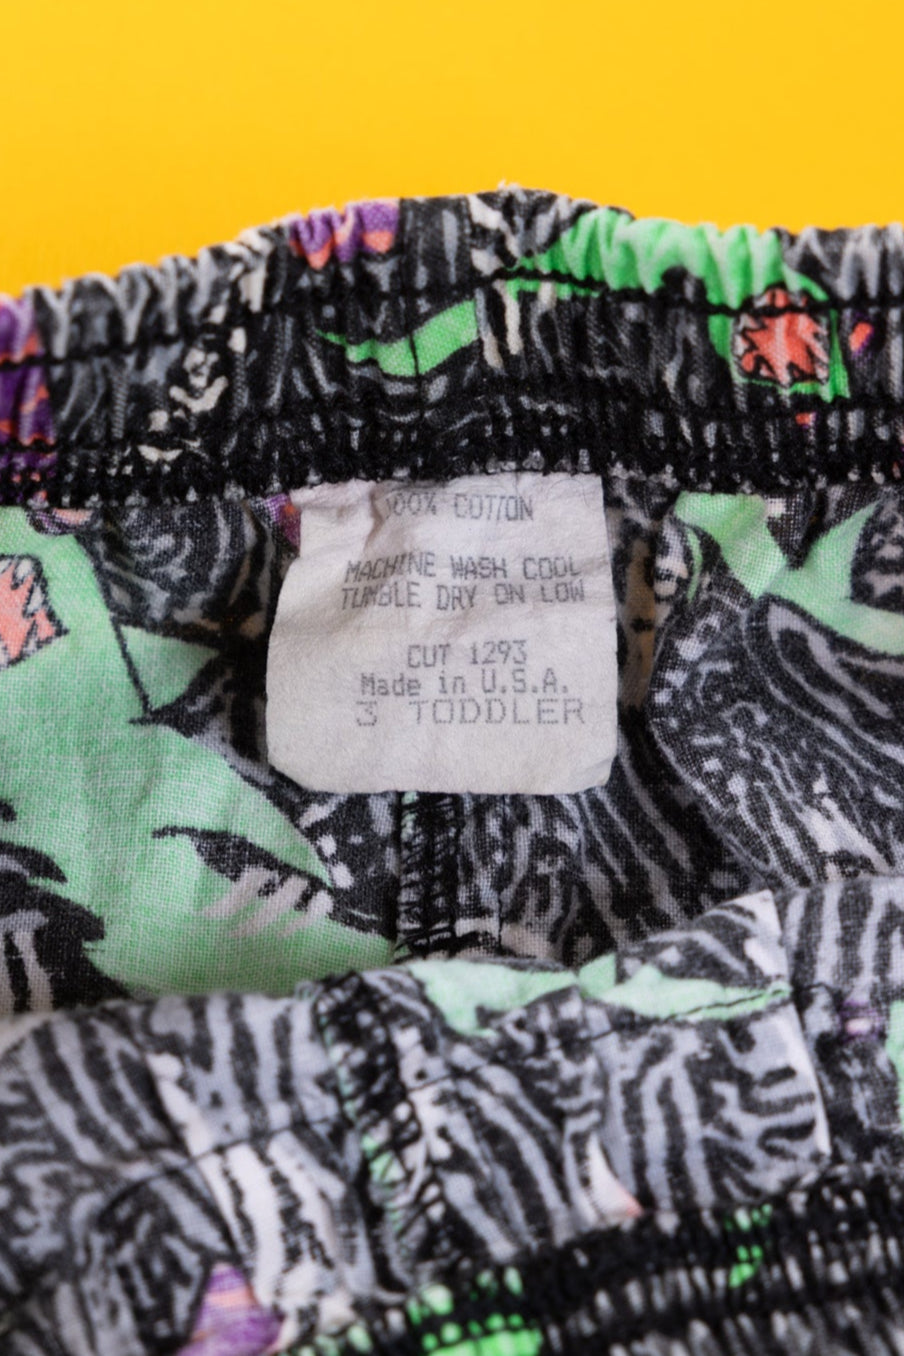 100% COTTON
MACHINE WASH COOL
TUMBLE DRY ON LOW
CUT 1293
Made in U.S.A.
3 TODDLER